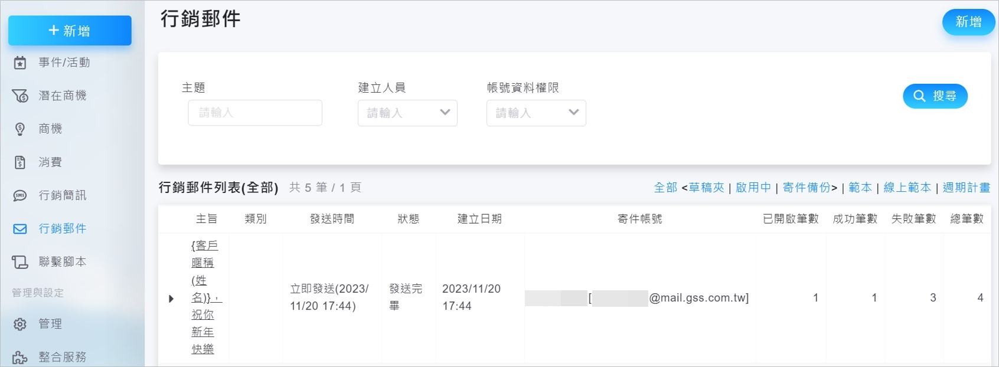 新增
事件/活動
潛在商機
商機
消費
行銷簡訊
行銷郵件
聯繫腳本
管理與設定
管理
整合服務
行銷郵件
新增
主題
建立人員
帳號資料權限
請輸入
請輸入
請輸入
搜尋
行銷郵件列表(全部) 共 5 筆 / 1 頁
全部 <草稿夾 | 啟用中 | 寄件備份> | 範本 | 線上範本 | 週期計畫
主旨 類別 發送時間 狀態 建立日期 寄件帳號 已開啟筆數 成功筆數 失敗筆數 總筆數
{客戶
暱稱
(姓
名)}，
祝你
新年
快樂
立即發送(2023/
11/20 17:44)
發送完
畢
2023/11/20
17:44
[@mail.gss.com.tw]
1
1
3
4